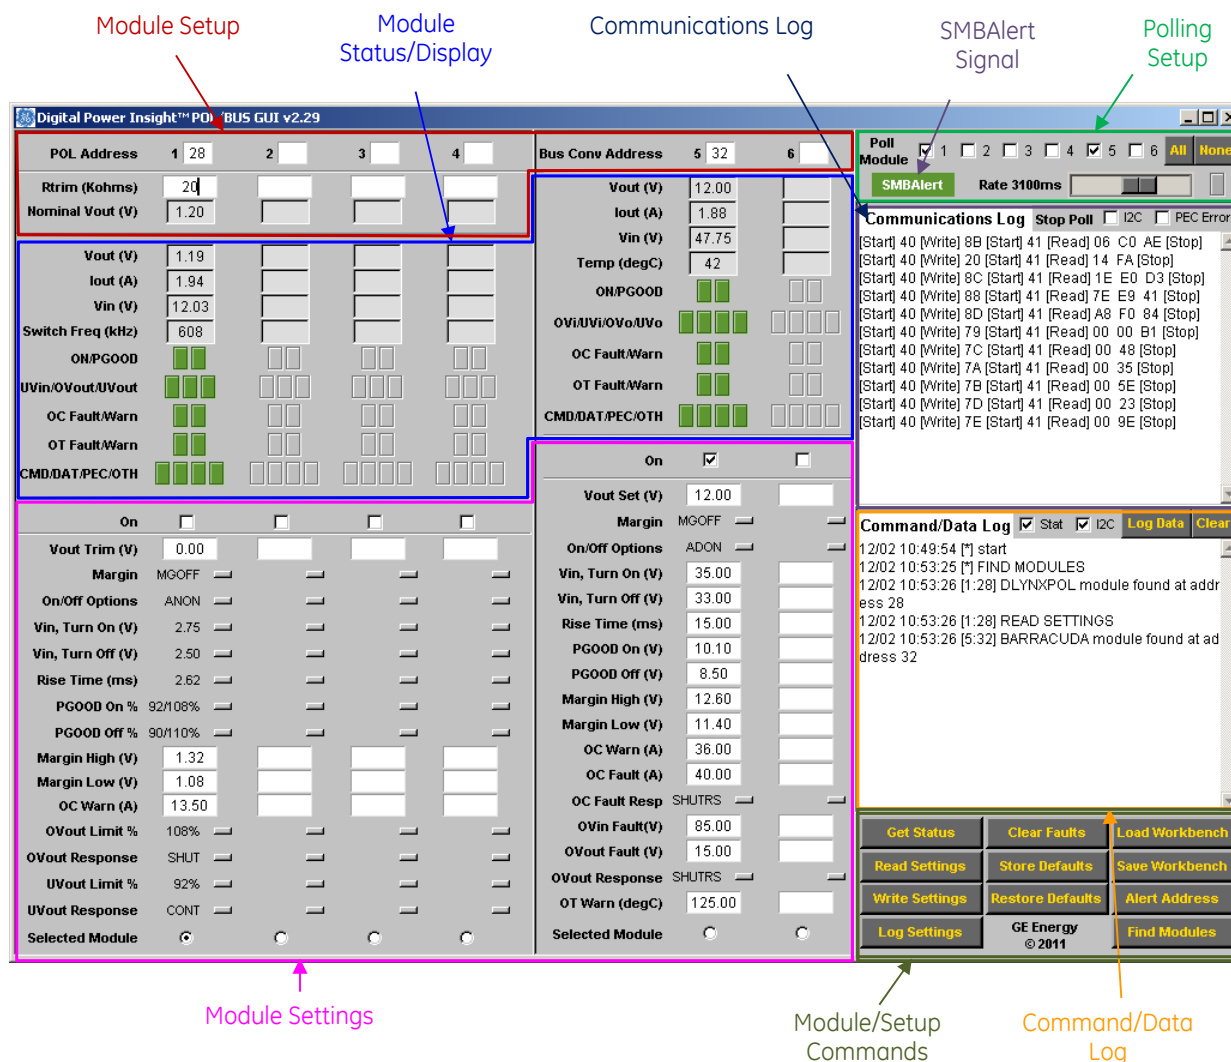 Module Setup
Module
Status/Display
Communications Log
SMBAlert
Signal
Polling
Setup
Digital Power Insight™ POL/BUS GUI v2.29
POL Address 1 28 2 3 4
Rtrim (Kohms) 20
Nominal Vout (V) 1.20
Vout (V) 1.19
Iout (A) 1.94
Vin (V) 12.03
Switch Freq (kHz) 608
ON/PGOOD
UVin/OVout/UVout
OC Fault/Warn
OT Fault/Warn
CMD/DAT/PEC/OTH
On
Vout Trim (V) 0.00
Margin MGOFF
On/Off Options ANON
Vin, Turn On (V) 2.75
Vin, Turn Off (V) 2.50
Rise Time (ms) 2.62
PGOOD On % 92/108%
PGOOD Off % 90/110%
Margin High (V) 1.32
Margin Low (V) 1.08
OC Warn (A) 13.50
OVout Limit % 108%
OVout Response SHUT
UVout Limit % 92%
UVout Response CONT
Selected Module
Bus Conv Address 5 32 6
Vout (V) 12.00
Iout (A) 1.88
Vin (V) 47.75
Temp (degC) 42
ON/PGOOD
OVi/UVi/OVo/UVo
OC Fault/Warn
OT Fault/Warn
CMD/DAT/PEC/OTH
On
Vout Set (V) 12.00
Margin MGOFF
On/Off Options ADON
Vin, Turn On (V) 35.00
Vin, Turn Off (V) 33.00
Rise Time (ms) 15.00
PGOOD On (V) 10.10
PGOOD Off (V) 8.50
Margin High (V) 12.60
Margin Low (V) 11.40
OC Warn (A) 36.00
OC Fault (A) 40.00
OC Fault Resp SHUTRS
OVin Fault(V) 85.00
OVout Fault (V) 15.00
OVout Response SHUTRS
OT Warn (degC) 125.00
Selected Module
Poll
Module 1 2 3 4 5 6 All None
SMBAlert Rate 3100ms
Communications Log Stop Poll I2C PEC Error
[Start] 40 [Write] 8B [Start] 41 [Read] 06 C0 AE [Stop]
[Start] 40 [Write] 20 [Start] 41 [Read] 14 FA [Stop]
[Start] 40 [Write] 8C [Start] 41 [Read] 1E E0 D3 [Stop]
[Start] 40 [Write] 88 [Start] 41 [Read] 7E E9 41 [Stop]
[Start] 40 [Write] 8D [Start] 41 [Read] A8 F0 84 [Stop]
[Start] 40 [Write] 79 [Start] 41 [Read] 00 00 B1 [Stop]
[Start] 40 [Write] 7C [Start] 41 [Read] 00 48 [Stop]
[Start] 40 [Write] 7A [Start] 41 [Read] 00 35 [Stop]
[Start] 40 [Write] 7B [Start] 41 [Read] 00 5E [Stop]
[Start] 40 [Write] 7D [Start] 41 [Read] 00 23 [Stop]
[Start] 40 [Write] 7E [Start] 41 [Read] 00 9E [Stop]
Command/Data Log Stat I2C Log Data Clear
12/02 10:49:54 [*] start
12/02 10:53:25 [*] FIND MODULES
12/02 10:53:26 [1:28] DLYNXPOL module found at addr
ess 28
12/02 10:53:26 [1:28] READ SETTINGS
12/02 10:53:26 [5:32] BARRACUDA module found at ad
dress 32
Get Status Clear Faults Load Workbench
Read Settings Store Defaults Save Workbench
Write Settings Restore Defaults Alert Address
Log Settings GE Energy
© 2011 Find Modules
Module Settings
Module/Setup
Commands
Command/Data
Log